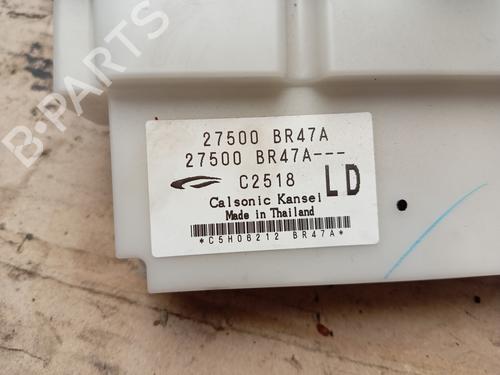 27500 BR47A
27500 BR47A---
C2518
LD
Calsonic Kansei
Made in Thailand
*C5H06212 BR47A*
B-PARTS